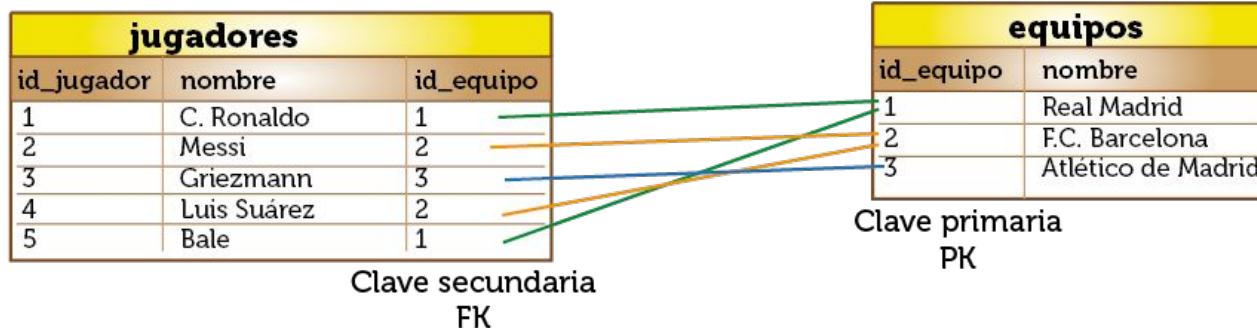 jugadores
id_jugador nombre id_equipo
1 C. Ronaldo 1
2 Messi 2
3 Griezmann 3
4 Luis Suárez 2
5 Bale 1
Clave secundaria
FK
equipos
id_equipo nombre
1 Real Madrid
2 F.C. Barcelona
3 Atlético de Madrid
Clave primaria
PK